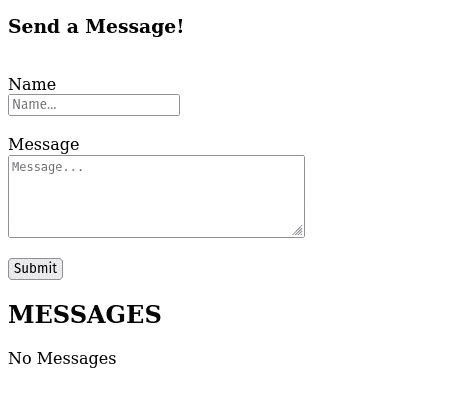 Send a Message!
Name
Name...
Message
Message...
Submit
MESSAGES
No Messages